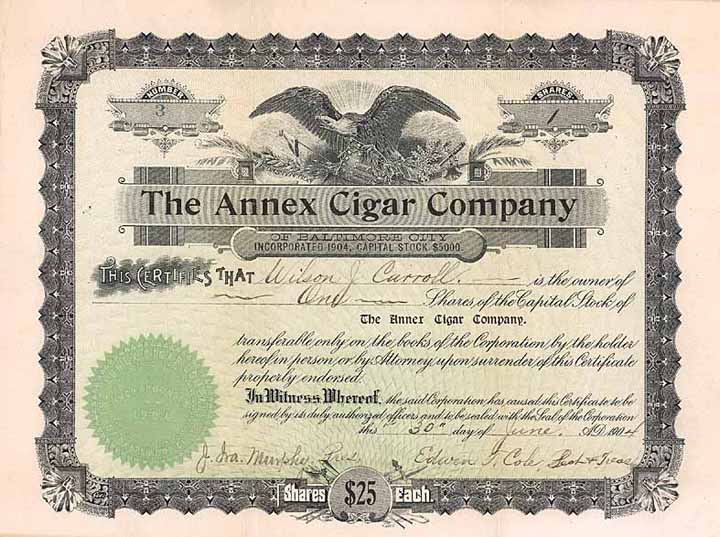 NUMBER
3
SHARES
1
The Annex Cigar Company
OF BALTIMORE CITY
INCORPORATED 1904, CAPITAL STOCK $5000.
THIS CERTIFIES THAT Wilson J. Carroll. is the owner of
One Shares of the Capital Stock of
The Annex Cigar Company.
transferable only on the books of the Corporation by the holder
hereof in person or by Attorney upon surrender of this Certificate
properly endorsed.
In Witness Whereof, the said Corporation has caused this Certificate to be
signed by its duly authorized officers and to be sealed with the Seal of the Corporation
this 30" day of June. A.D. 1904
J. Ira. Murphy Pres
Edwin T. Cole, Sect & Treas
Shares $25 Each.